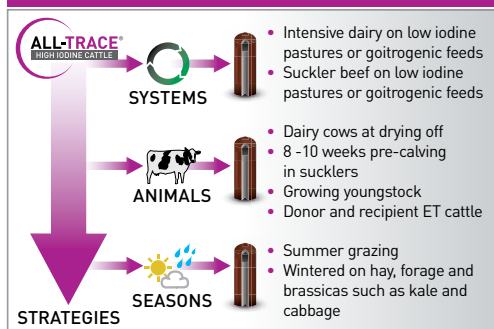 ALL-TRACE®
HIGH IODINE CATTLE
SYSTEMS
• Intensive dairy on low iodine
pastures or goitrogenic feeds
• Suckler beef on low iodine
pastures or goitrogenic feeds
ANIMALS
• Dairy cows at drying off
• 8 -10 weeks pre-calving
in sucklers
• Growing youngstock
• Donor and recipient ET cattle
SEASONS
• Summer grazing
• Wintered on hay, forage and
brassicas such as kale and
cabbage
STRATEGIES